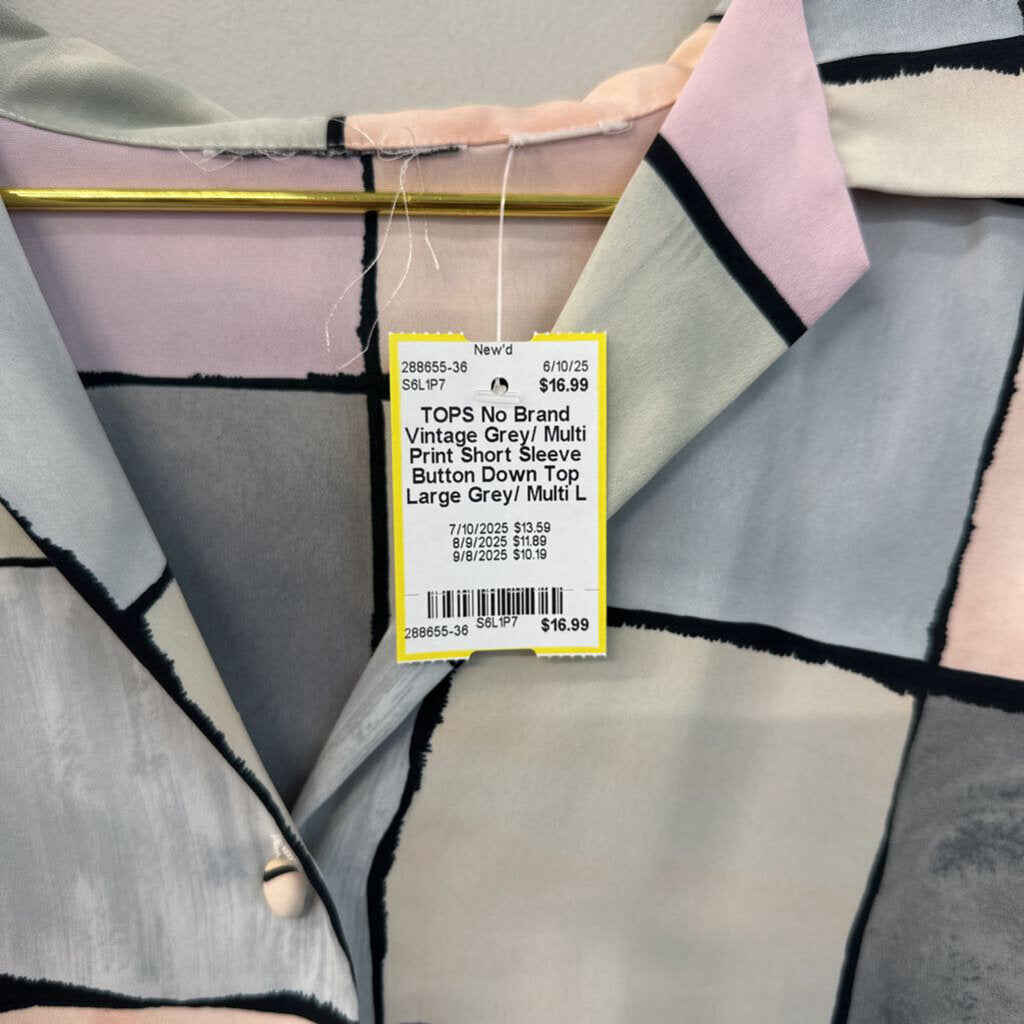 New'd
288655-36 6/10/25
S6L1P7 $16.99
TOPS No Brand
Vintage Grey/ Multi
Print Short Sleeve
Button Down Top
Large Grey/ Multi L
7/10/2025 $13.59
8/9/2025 $11.89
9/8/2025 $10.19
288655-36 S6L1P7 $16.99